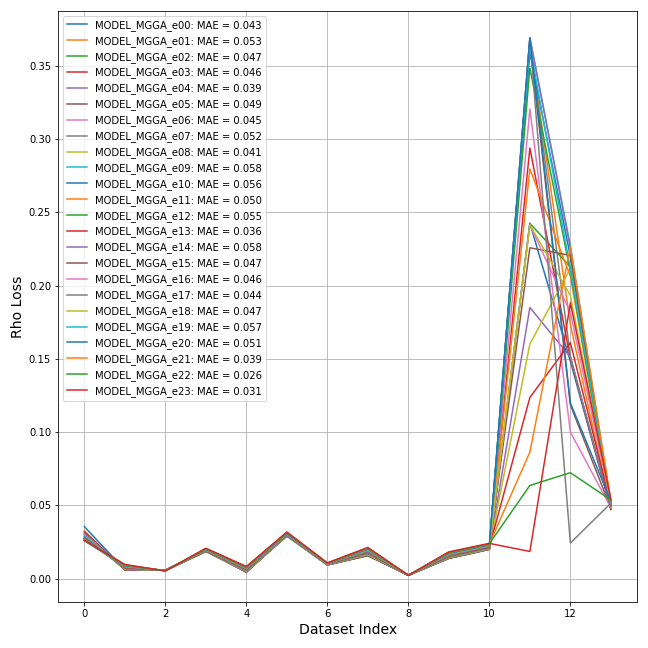 MODEL_MGGA_e00: MAE = 0.043
MODEL_MGGA_e01: MAE = 0.053
MODEL_MGGA_e02: MAE = 0.047
MODEL_MGGA_e03: MAE = 0.046
MODEL_MGGA_e04: MAE = 0.039
MODEL_MGGA_e05: MAE = 0.049
MODEL_MGGA_e06: MAE = 0.045
MODEL_MGGA_e07: MAE = 0.052
MODEL_MGGA_e08: MAE = 0.041
MODEL_MGGA_e09: MAE = 0.058
MODEL_MGGA_e10: MAE = 0.056
MODEL_MGGA_e11: MAE = 0.050
MODEL_MGGA_e12: MAE = 0.055
MODEL_MGGA_e13: MAE = 0.036
MODEL_MGGA_e14: MAE = 0.058
MODEL_MGGA_e15: MAE = 0.047
MODEL_MGGA_e16: MAE = 0.046
MODEL_MGGA_e17: MAE = 0.044
MODEL_MGGA_e18: MAE = 0.047
MODEL_MGGA_e19: MAE = 0.057
MODEL_MGGA_e20: MAE = 0.051
MODEL_MGGA_e21: MAE = 0.039
MODEL_MGGA_e22: MAE = 0.026
MODEL_MGGA_e23: MAE = 0.031
0.35
0.30
0.25
0.20
0.15
0.10
0.05
0.00
Rho Loss
0 2 4 6 8 10 12
Dataset Index